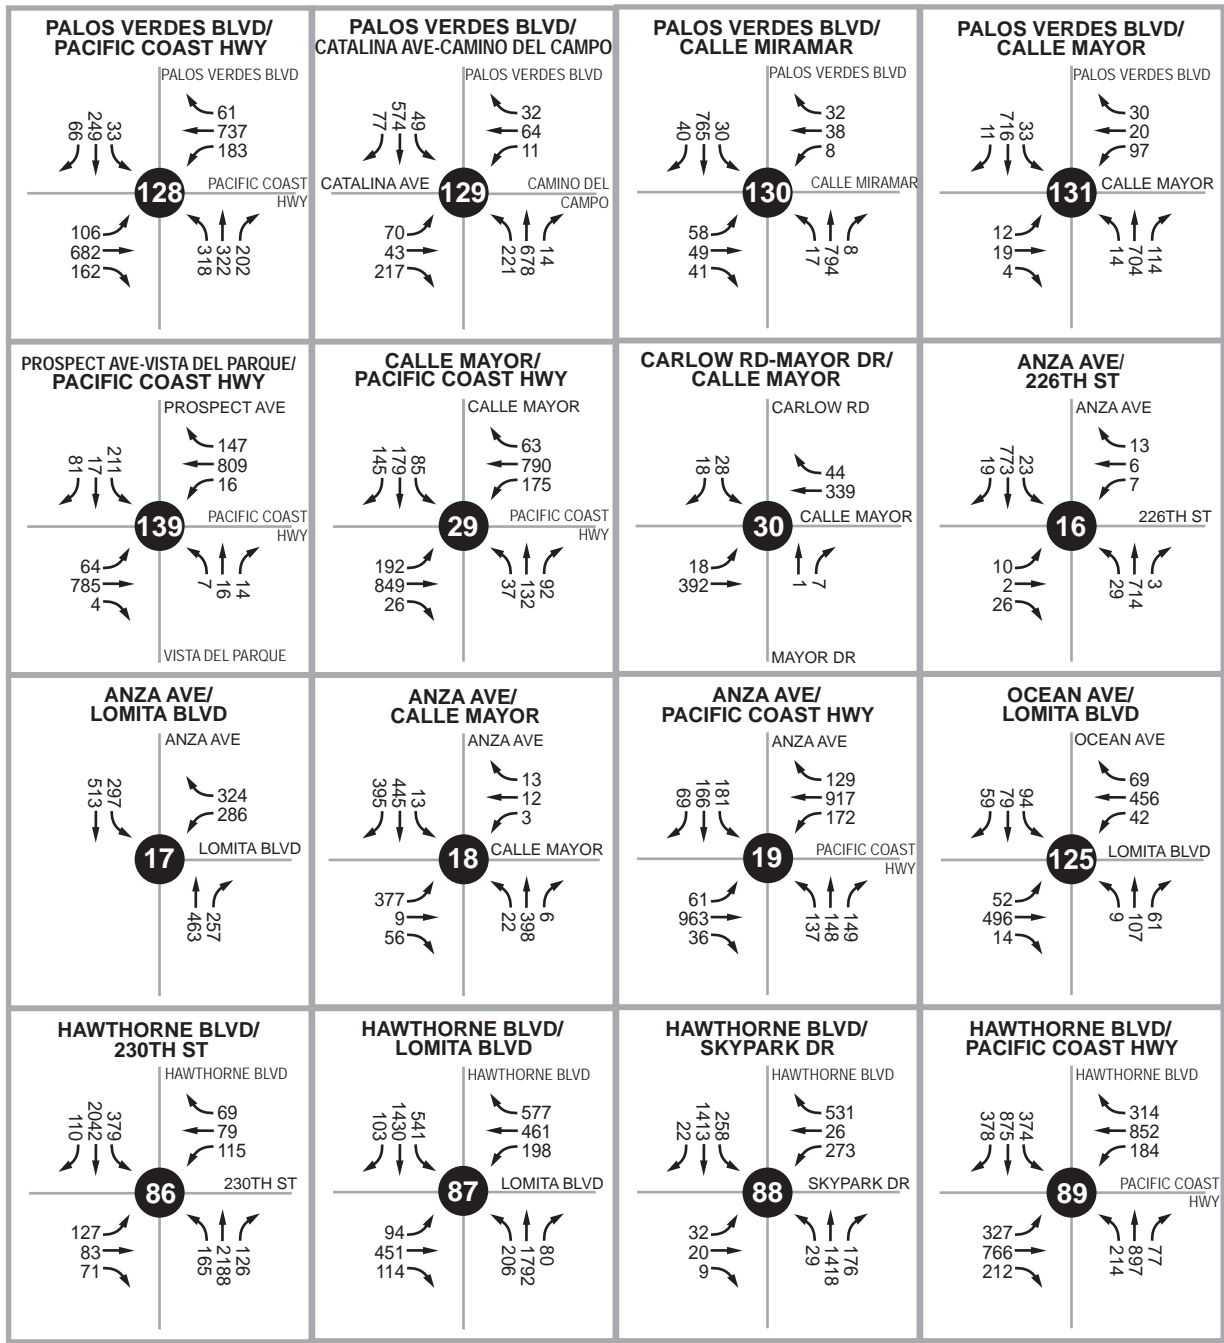 PALOS VERDES BLVD/
PACIFIC COAST HWY
PALOS VERDES BLVD
66
249
33
61
737
183
128
PACIFIC COAST
HWY
106
682
162
318
322
202
PALOS VERDES BLVD/
CATALINA AVE-CAMINO DEL CAMPO
PALOS VERDES BLVD
77
574
49
32
64
11
CATALINA AVE
129
CAMINO DEL
CAMPO
70
43
217
221
678
14
PALOS VERDES BLVD/
CALLE MIRAMAR
PALOS VERDES BLVD
40
765
30
32
38
8
130
CALLE MIRAMAR
58
49
41
17
794
8
PALOS VERDES BLVD/
CALLE MAYOR
PALOS VERDES BLVD
11
716
33
30
20
97
131
CALLE MAYOR
12
19
4
14
704
114
PROSPECT AVE-VISTA DEL PARQUE/
PACIFIC COAST HWY
PROSPECT AVE
81
17
211
147
809
16
139
PACIFIC COAST
HWY
64
785
4
7
16
14
VISTA DEL PARQUE
CALLE MAYOR/
PACIFIC COAST HWY
CALLE MAYOR
145
179
85
63
790
175
29
PACIFIC COAST
HWY
192
849
26
37
132
92
CARLOW RD-MAYOR DR/
CALLE MAYOR
CARLOW RD
18
28
44
339
30
CALLE MAYOR
18
392
1
7
MAYOR DR
ANZA AVE/
226TH ST
ANZA AVE
19
773
23
13
6
7
16
226TH ST
10
2
26
29
714
3
ANZA AVE/
LOMITA BLVD
ANZA AVE
513
297
324
286
17
LOMITA BLVD
463
257
ANZA AVE/
CALLE MAYOR
ANZA AVE
395
445
13
13
12
3
18
CALLE MAYOR
377
9
56
22
398
6
ANZA AVE/
PACIFIC COAST HWY
ANZA AVE
69
166
181
129
917
172
19
PACIFIC COAST
HWY
61
963
36
137
148
149
OCEAN AVE/
LOMITA BLVD
OCEAN AVE
59
79
94
69
456
42
125
LOMITA BLVD
52
496
14
9
107
61
HAWTHORNE BLVD/
230TH ST
HAWTHORNE BLVD
110
2042
379
69
79
115
86
230TH ST
127
83
71
165
2188
126
HAWTHORNE BLVD/
LOMITA BLVD
HAWTHORNE BLVD
103
1430
541
577
461
198
87
LOMITA BLVD
94
451
114
206
1792
80
HAWTHORNE BLVD/
SKYPARK DR
HAWTHORNE BLVD
22
1413
258
531
26
273
88
SKYPARK DR
32
20
9
29
1418
176
HAWTHORNE BLVD/
PACIFIC COAST HWY
HAWTHORNE BLVD
378
875
374
314
852
184
89
PACIFIC COAST
HWY
327
766
212
214
897
77